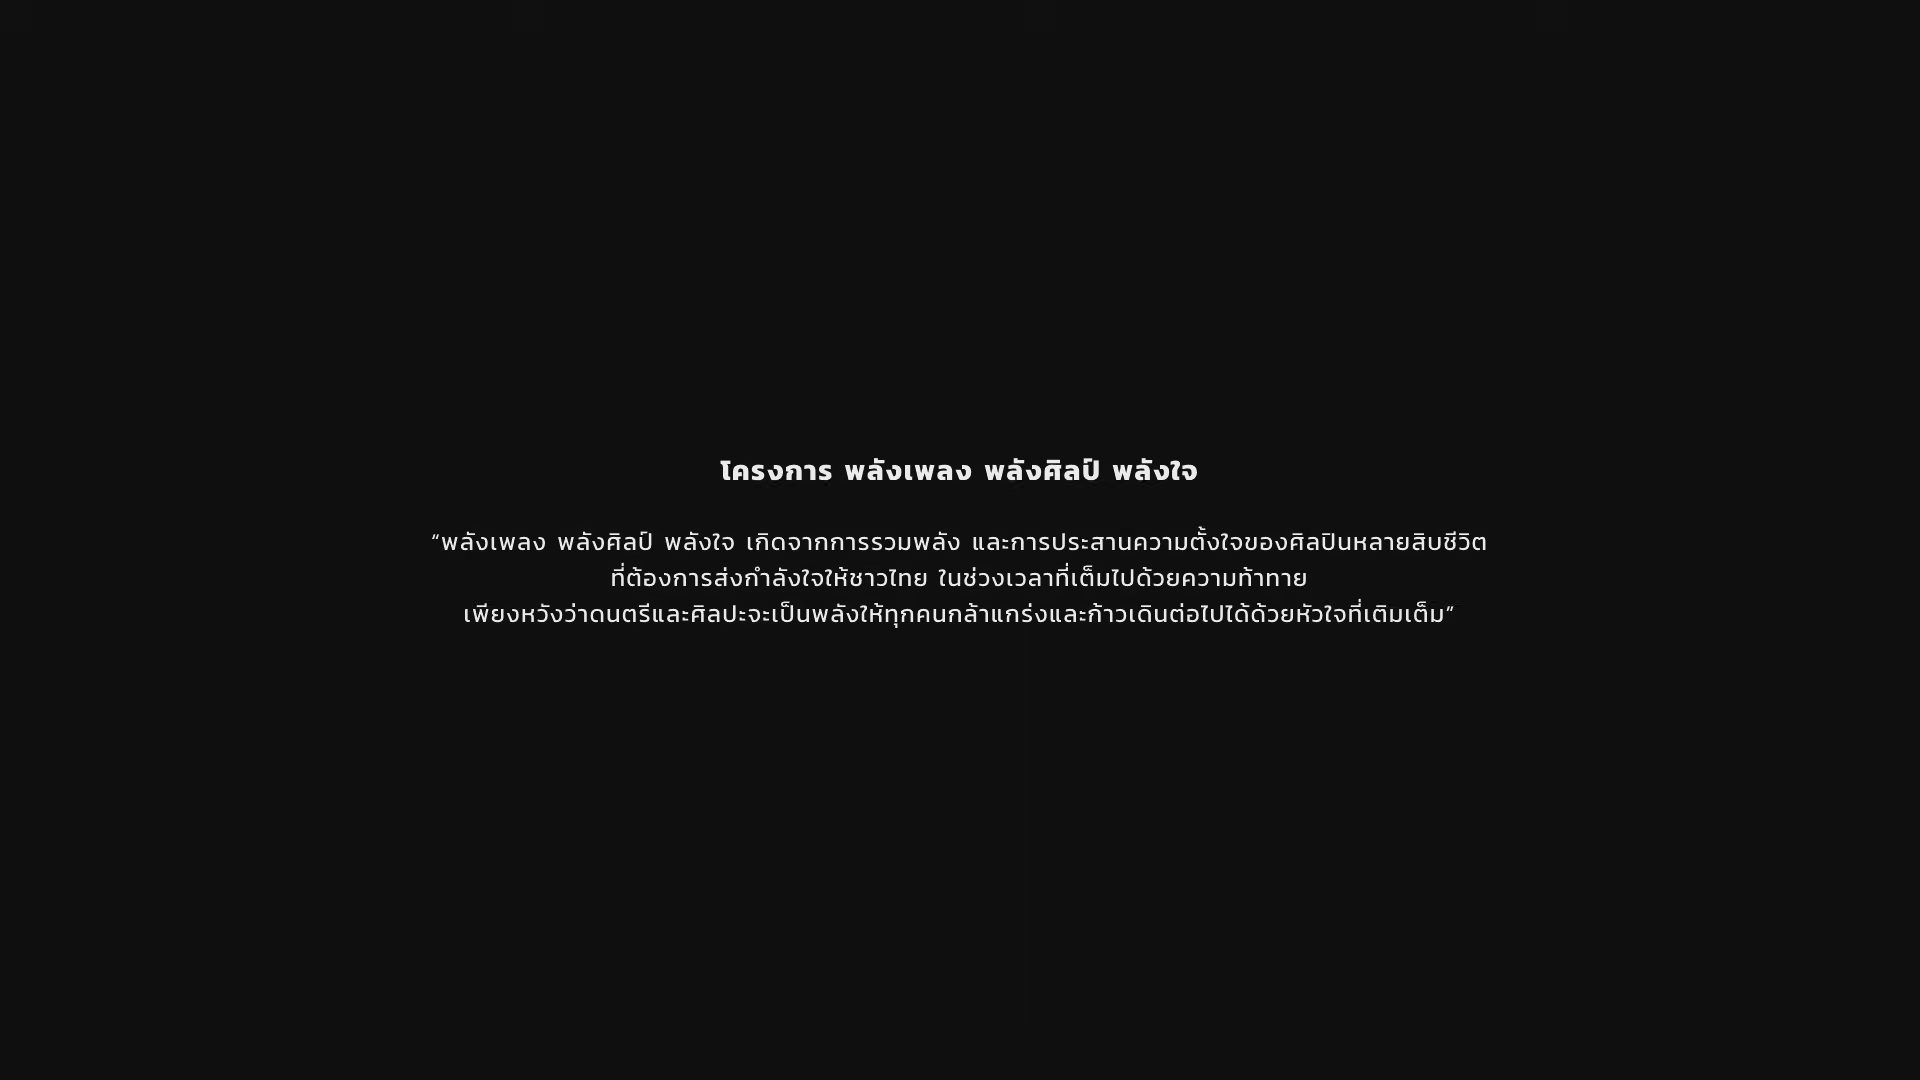 โครงการ พลังเพลง พลังศิลป์ พลังใจ
“พลังเพลง พลังศิลป์ พลังใจ เกิดจากการรวมพลัง และการประสานความตั้งใจของศิลปินหลายสิบชีวิต
ที่ต้องการส่งกำลังใจให้ชาวไทย ในช่วงเวลาที่เต็มไปด้วยความท้าทาย
เพียงหวังว่าดนตรีและศิลปะจะเป็นพลังให้ทุกคนกล้าแกร่งและก้าวเดินต่อไปได้ด้วยหัวใจที่เติมเต็ม”